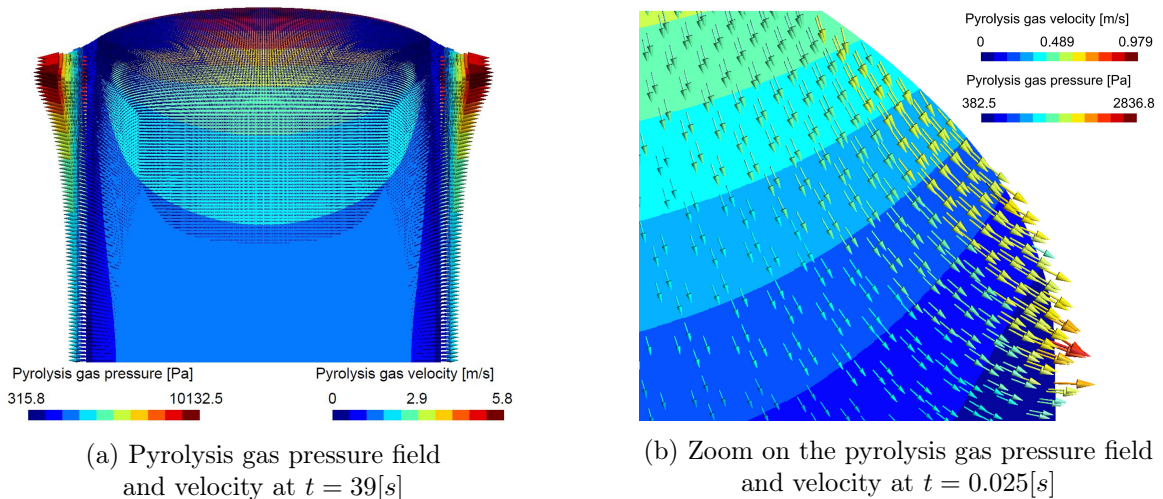 Pyrolysis gas pressure [Pa]
315.8 10132.5
Pyrolysis gas velocity [m/s]
0 2.9 5.8
(a) Pyrolysis gas pressure field
and velocity at t = 39[s]
Pyrolysis gas velocity [m/s]
0 0.489 0.979
Pyrolysis gas pressure [Pa]
382.5 2836.8
(b) Zoom on the pyrolysis gas pressure field
and velocity at t = 0.025[s]